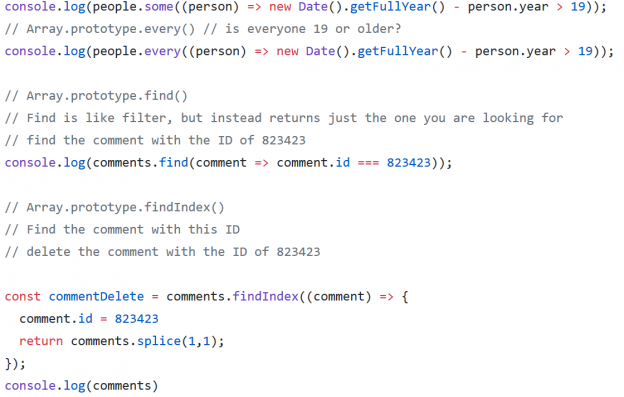 console.log(people.some((person) => new Date().getFullYear() - person.year > 19));
// Array.prototype.every() // is everyone 19 or older?
console.log(people.every((person) => new Date().getFullYear() - person.year > 19));
// Array.prototype.find()
// Find is like filter, but instead returns just the one you are looking for
// find the comment with the ID of 823423
console.log(comments.find(comment => comment.id === 823423));
// Array.prototype.findIndex()
// Find the comment with this ID
// delete the comment with the ID of 823423
const commentDelete = comments.findIndex((comment) => {
  comment.id = 823423
  return comments.splice(1,1);
});
console.log(comments)